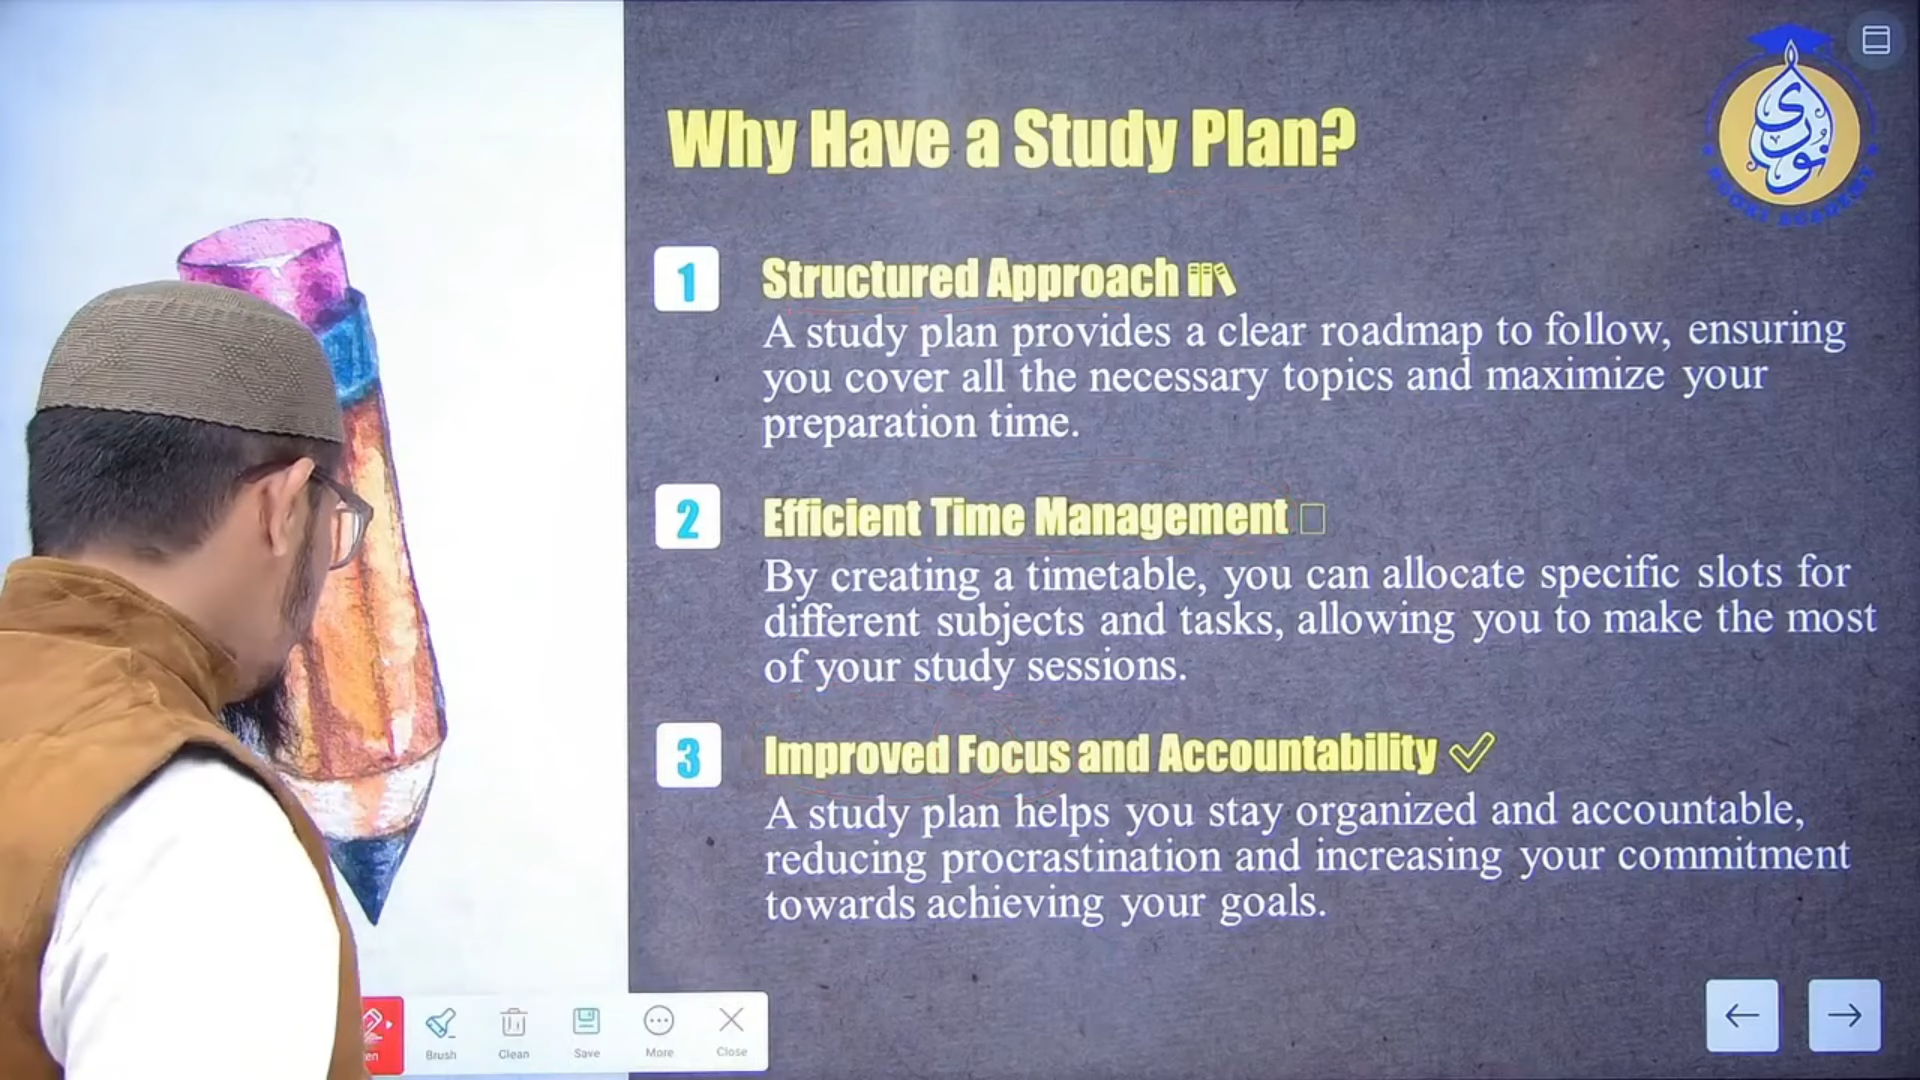 Why Have a Study Plan?
نوری
NOORI ACADEMY
1
Structured Approach
A study plan provides a clear roadmap to follow, ensuring
you cover all the necessary topics and maximize your
preparation time.
2
Efficient Time Management
By creating a timetable, you can allocate specific slots for
different subjects and tasks, allowing you to make the most
of your study sessions.
3
Improved Focus and Accountability
A study plan helps you stay organized and accountable,
reducing procrastination and increasing your commitment
towards achieving your goals.
Brush Clean Save More Close